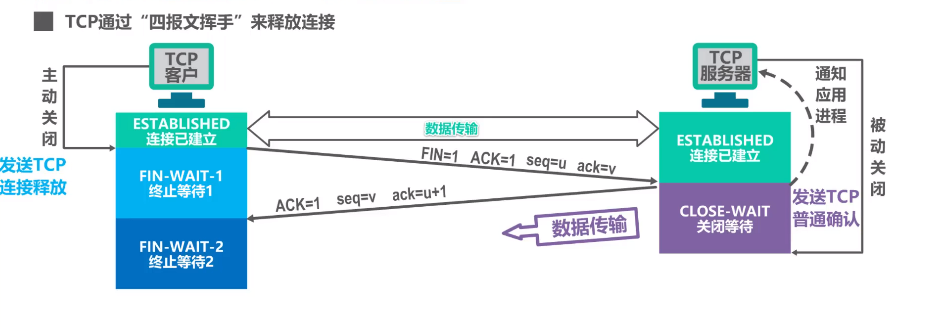 TCP通过“四报文挥手”来释放连接
TCP
客户
主动关闭
发送TCP
连接释放
ESTABLISHED
连接已建立
FIN-WAIT-1
终止等待1
FIN-WAIT-2
终止等待2
数据传输
FIN=1 ACK=1 seq=u ack=v
ACK=1 seq=v ack=u+1
数据传输
TCP
服务器
ESTABLISHED
连接已建立
CLOSE-WAIT
关闭等待
通知
应用
进程
被动关闭
发送TCP
普通确认